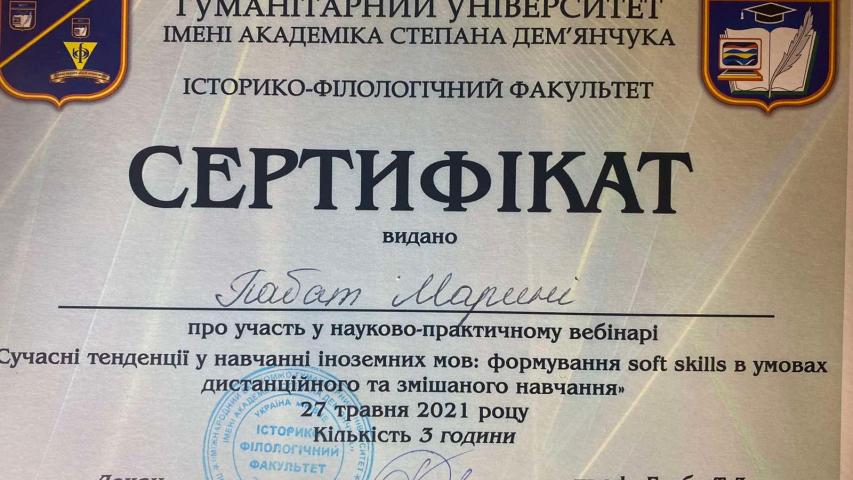 ГУМАНІТАРНИЙ УНІВЕРСИТЕТ
ІМЕНІ АКАДЕМІКА СТЕПАНА ДЕМ’ЯНЧУКА
ІСТОРИКО-ФІЛОЛОГІЧНИЙ ФАКУЛЬТЕТ
СЕРТИФІКАТ
видано
Пабат Марині
про участь у науково-практичному вебінарі
Сучасні тенденції у навчанні іноземних мов: формування soft skills в умовах
дистанційного та змішаного навчання»
27 травня 2021 року
Кількість 3 години
ІСТОРИКО
ФІЛОЛОГІЧНИЙ
ФАКУЛЬТЕТ
Декан